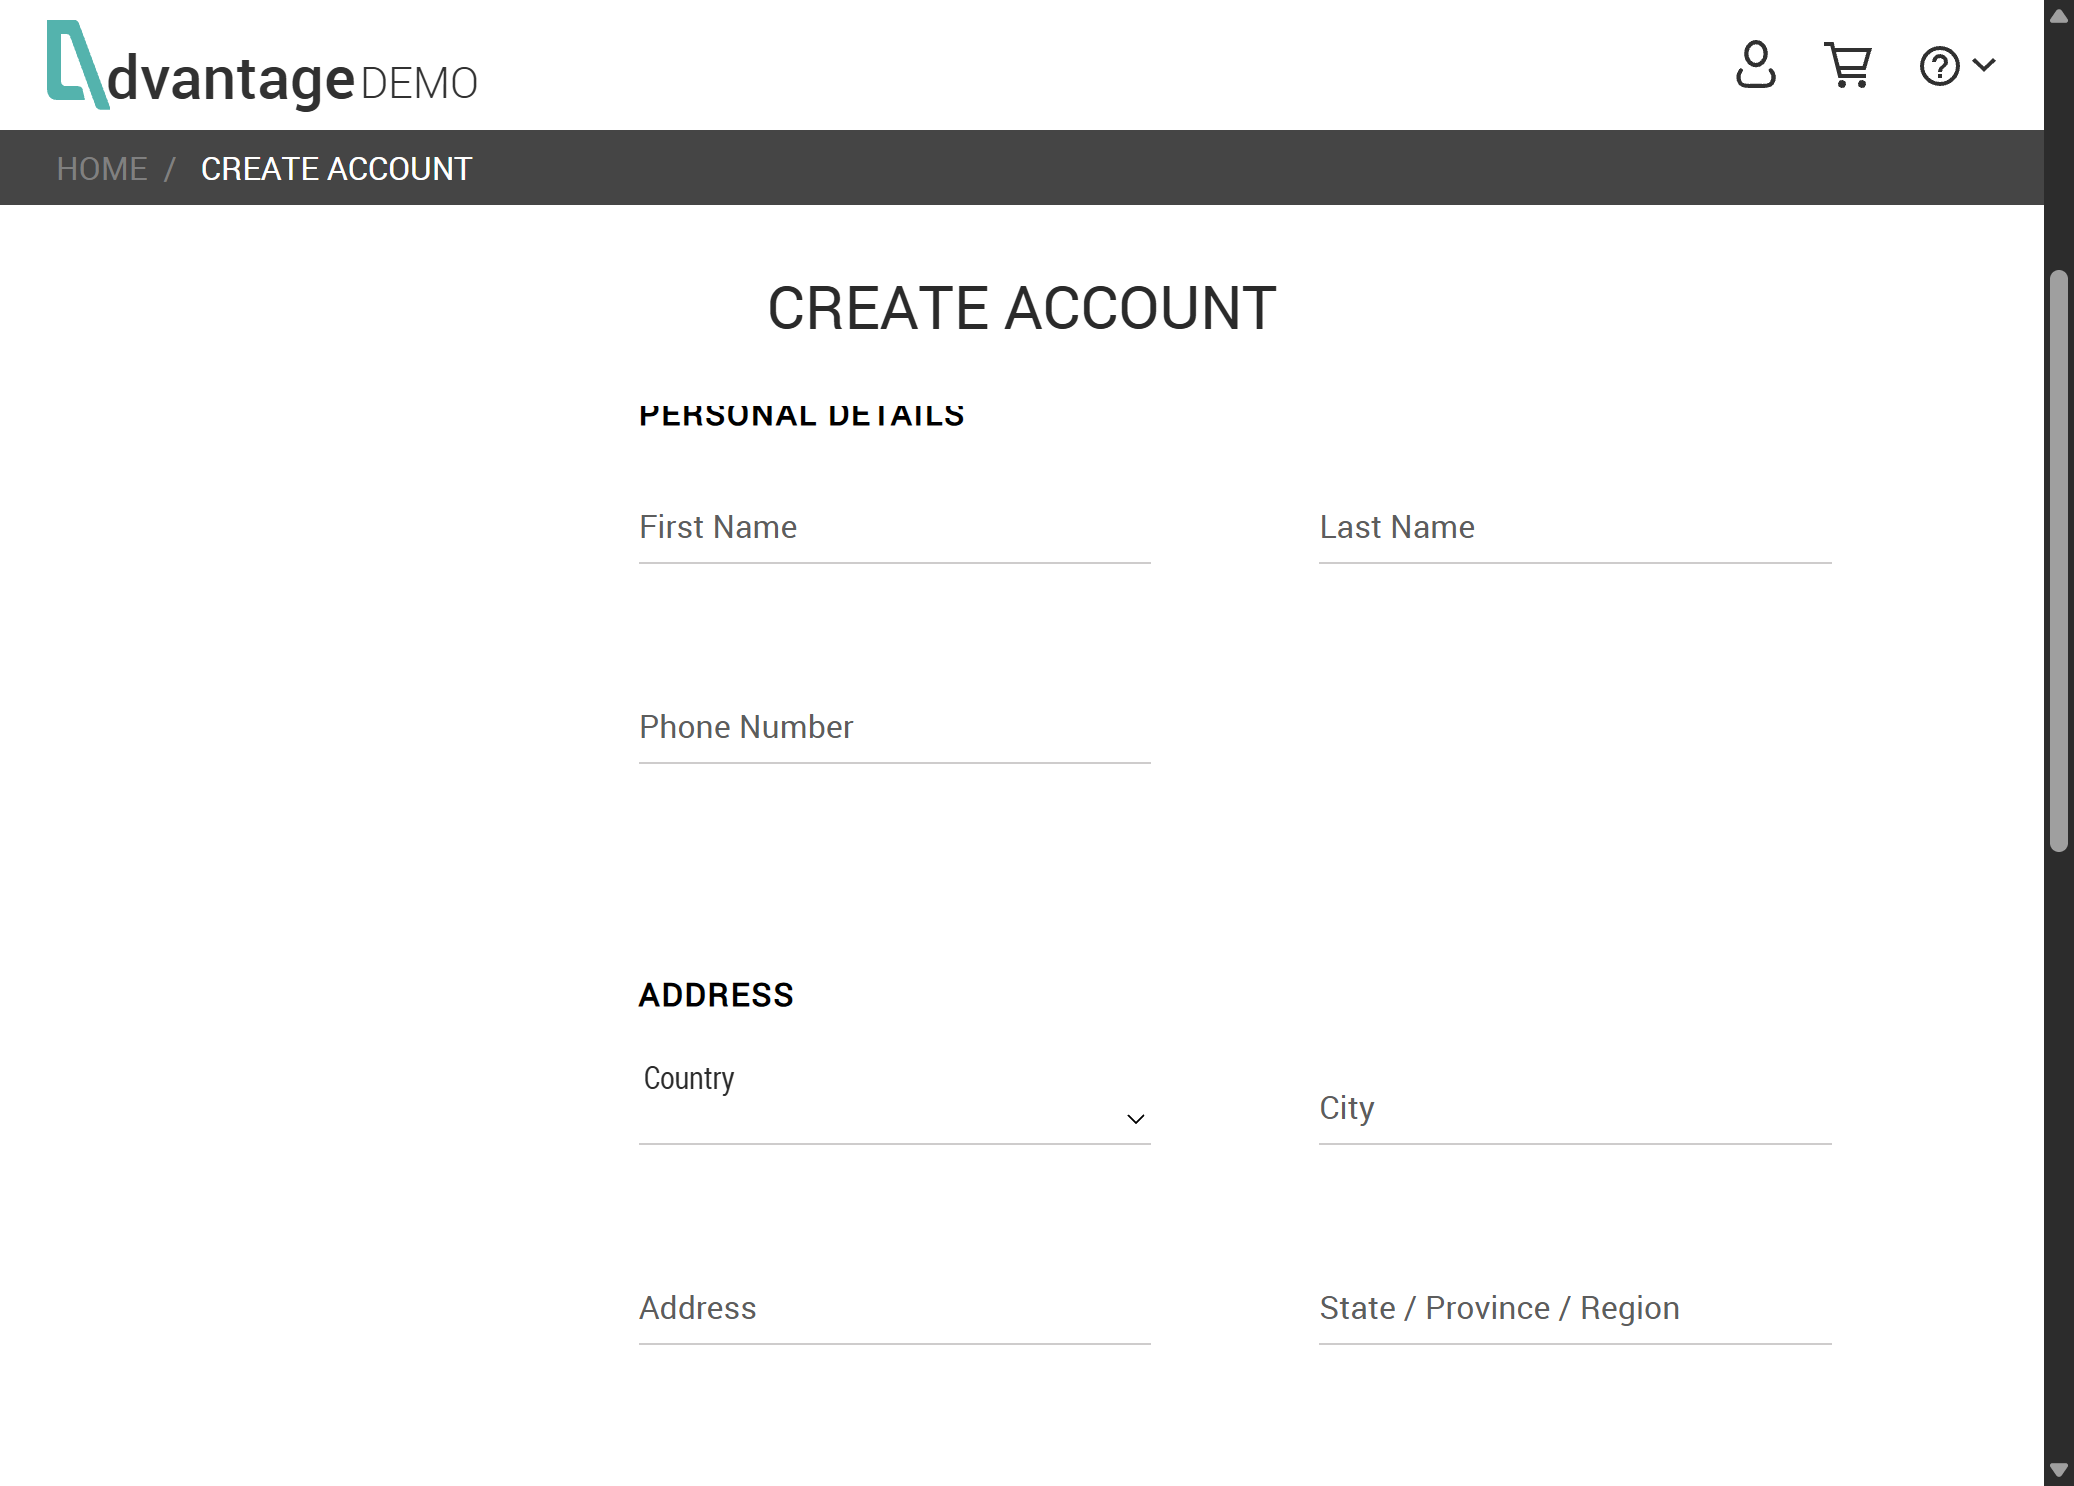 dvantage DEMO
HOME / CREATE ACCOUNT
CREATE ACCOUNT
PERSONAL DETAILS
First Name
Last Name
Phone Number
ADDRESS
Country
City
Address
State / Province / Region